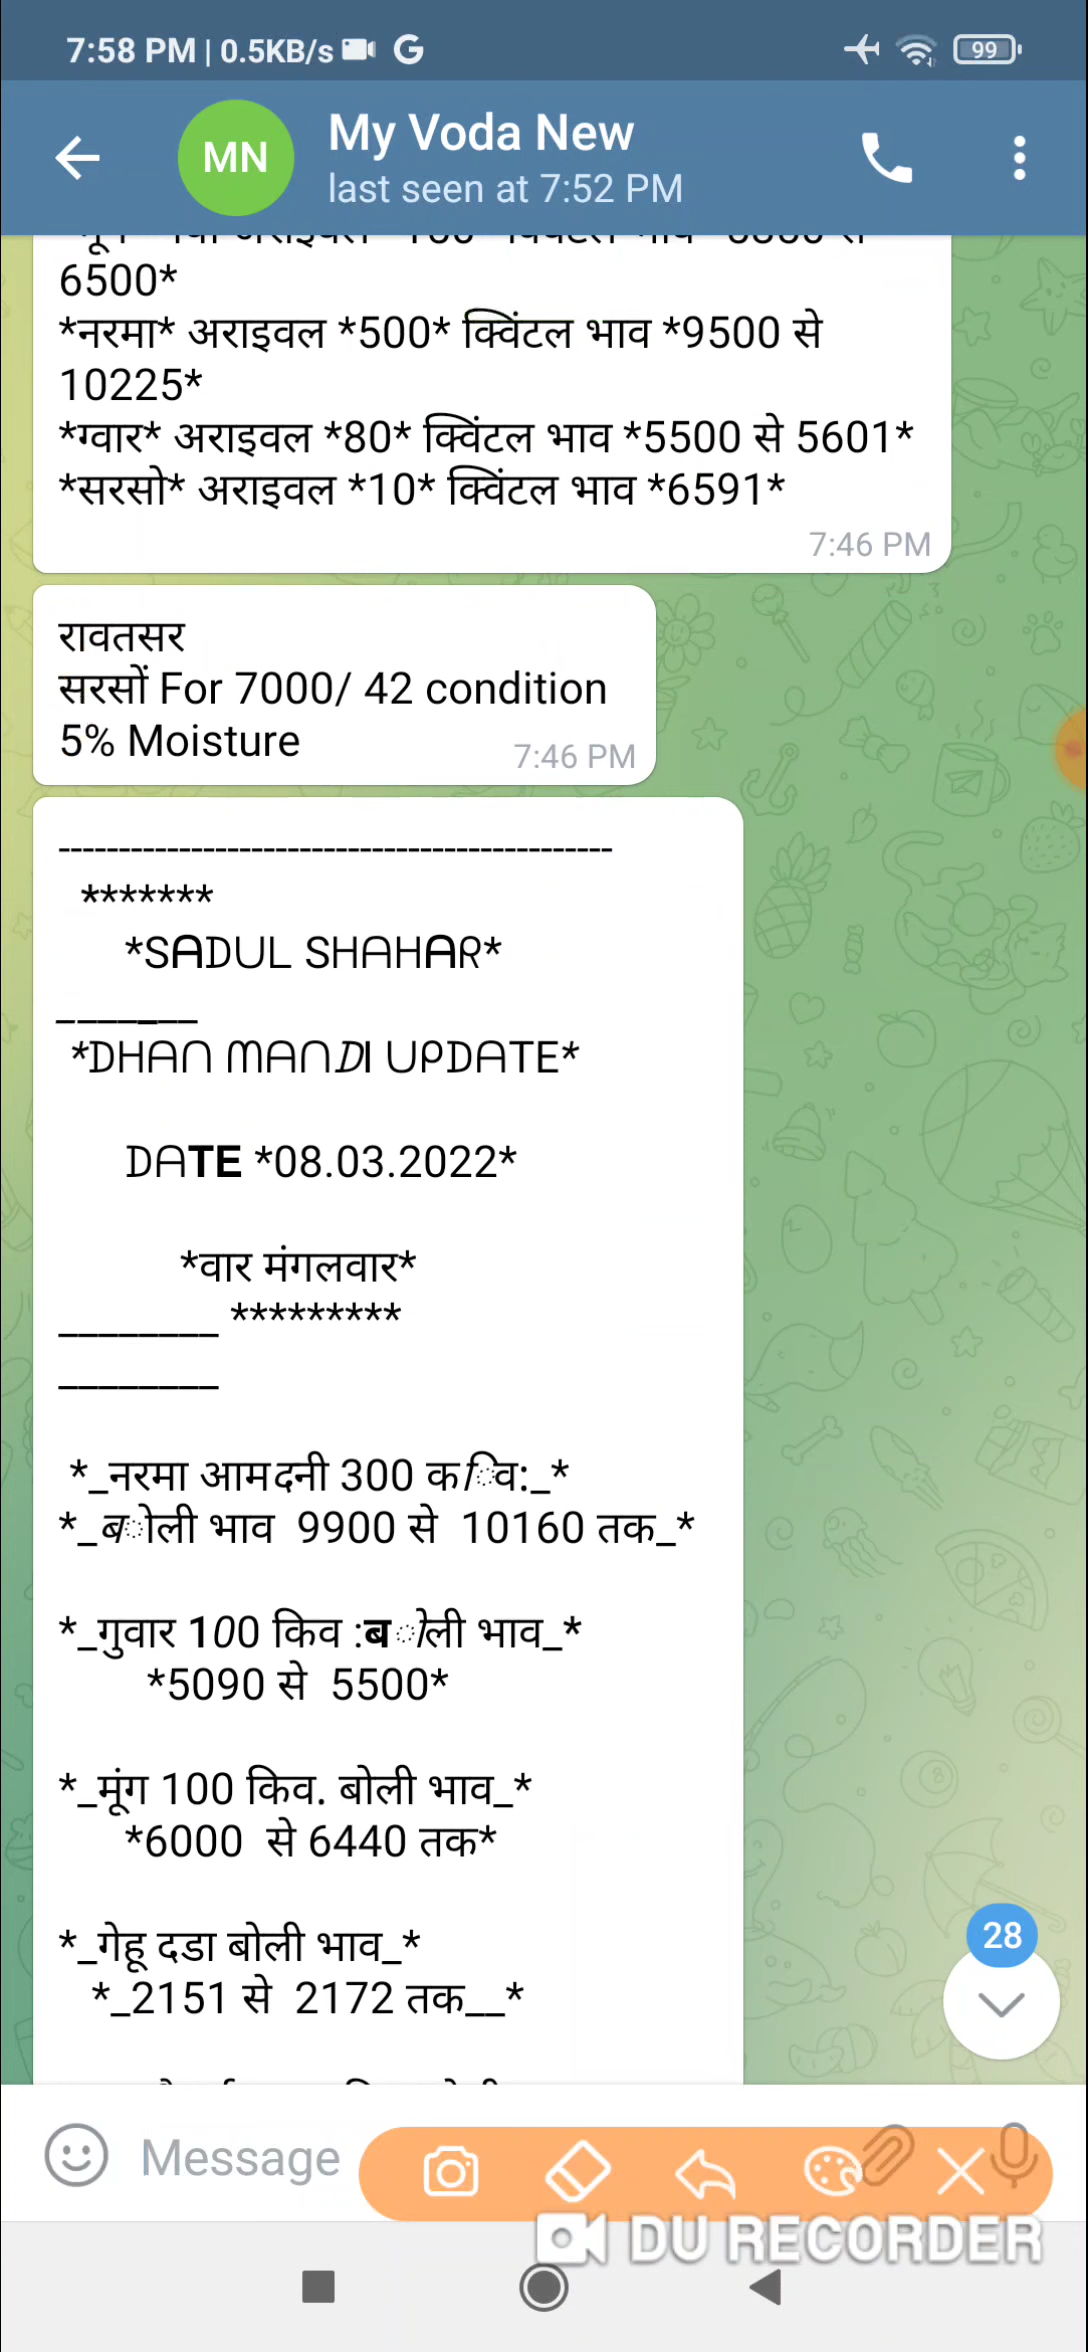 7:58 PM | 0.5KB/s G 99
MN My Voda New
last seen at 7:52 PM
6500*
*नरमा* अराइवल *500* क्विंटल भाव *9500 से
10225*
*ग्वार* अराइवल *80* क्विंटल भाव *5500 से 5601*
*सरसो* अराइवल *10* क्विंटल भाव *6591*
7:46 PM
रावतसर
सरसों For 7000/ 42 condition
5% Moisture
7:46 PM
----------------------------------------------
*******
*SADUL SHAHAR*
_______
*DHAN MANDI UPDATE*
DATE *08.03.2022*
*वार मंगलवार*
________ *********
________
*_नरमा आमदनी 300 क्विि:_*
*_बोली भाव 9900 से 10160 तक_*
*_गुवार 100 किव :बोली भाव_*
*5090 से 5500*
*_मूंग 100 किव. बोली भाव_*
*6000 से 6440 तक*
*_गेहू दडा बोली भाव_*
*_2151 से 2172 तक__*
28
Message
DU RECORDER